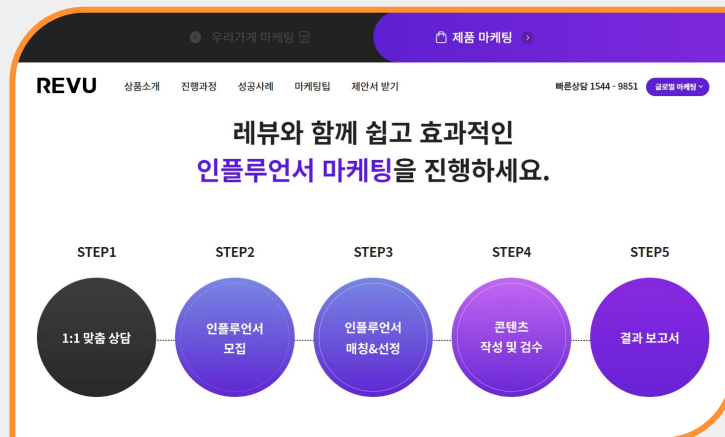 우리가게 마케팅
제품 마케팅
REVU 상품소개 진행과정 성공사례 마케팅팁 제안서 받기 빠른상담 1544 - 9851 글로벌 마케팅
레뷰와 함께 쉽고 효과적인
인플루언서 마케팅을 진행하세요.
STEP1 STEP2 STEP3 STEP4 STEP5
1:1 맞춤 상담
인플루언서
모집
인플루언서
매칭&선정
콘텐츠
작성 및 검수
결과 보고서